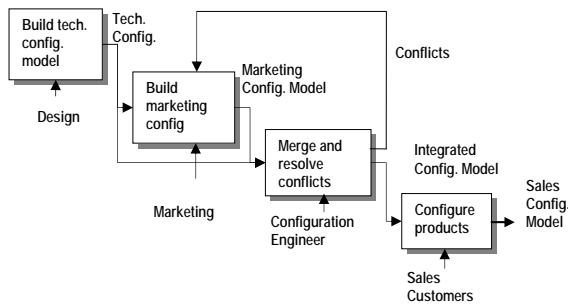 Build tech.
config.
model
Tech.
Config.
Design
Build
marketing
config
Marketing
Config. Model
Conflicts
Marketing
Merge and
resolve
conflicts
Configuration
Engineer
Integrated
Config. Model
Configure
products
Sales
Config.
Model
Sales
Customers